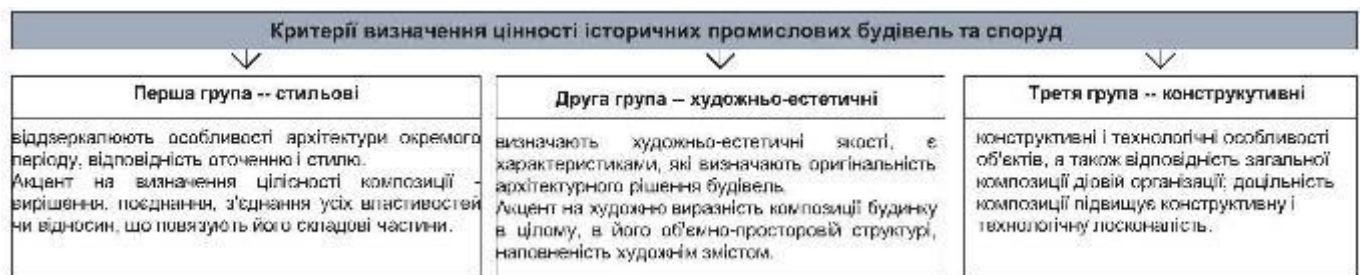 Критерії визначення цінності історичних промислових будівель та споруд
Перша група -- стильові
віддзеркалюють особливості архітектури окремого
періоду, відповідність оточенню і стилю.
Акцент на визначення цілісності композиції -
вирішення, поєднання, з'єднання усіх властивостей
чи відносин, що повязують його складові частини.
Друга група -- художньо-естетичні
визначають художньо-естетичні якості, є
характеристиками, які визначають оригінальність
архітектурного рішення будівель.
Акцент на художню виразність композиції будинку
в цілому, в його об'ємно-просторовій структурі,
наповненість художнім змістом.
Третя група -- конструкутивні
конструктивні і технологічні особливості
об'єктів, а також відповідність загальної
композиції діовій організації; доцільність
композиції підвищує конструктивну і
технологічну досконалість.